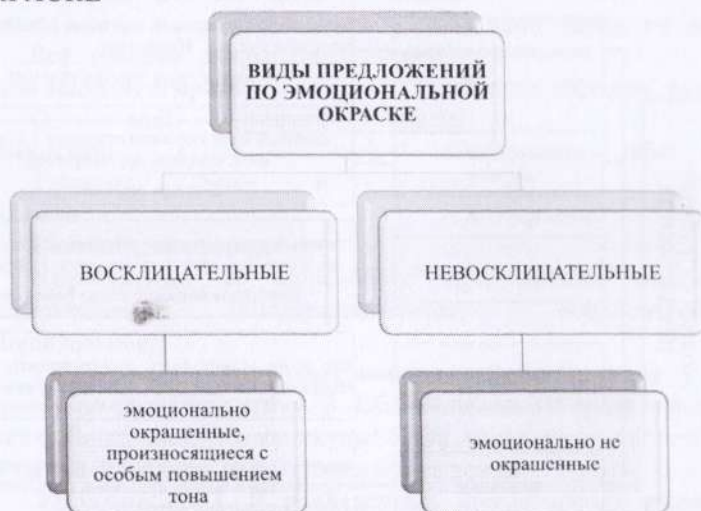 ВИДЫ ПРЕДЛОЖЕНИЙ
ПО ЭМОЦИОНАЛЬНОЙ
ОКРАСКЕ
ВОСКЛИЦАТЕЛЬНЫЕ
НЕВОСКЛИЦАТЕЛЬНЫЕ
эмоционально
окрашенные,
произносящиеся с
особым повышением
тона
эмоционально не
окрашенные